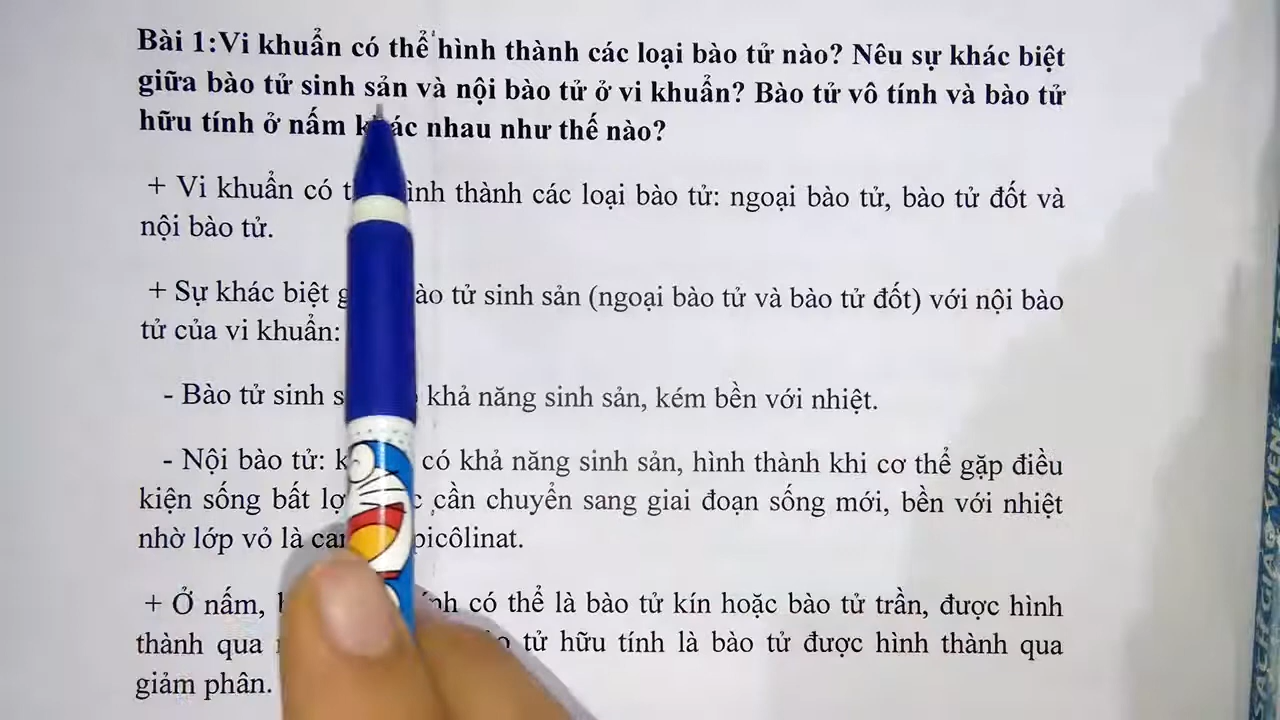 Bài 1:Vi khuẩn có thể hình thành các loại bào tử nào? Nêu sự khác biệt
giữa bào tử sinh sản và nội bào tử ở vi khuẩn? Bào tử vô tính và bào tử
hữu tính ở nấm khác nhau như thế nào?
+ Vi khuẩn có thể hình thành các loại bào tử: ngoại bào tử, bào tử đốt và
nội bào tử.
+ Sự khác biệt bào tử sinh sản (ngoại bào tử và bào tử đốt) với nội bào
tử của vi khuẩn:
- Bào tử sinh khả năng sinh sản, kém bền với nhiệt.
- Nội bào tử: có khả năng sinh sản, hình thành khi cơ thể gặp điều
kiện sống bất cần chuyển sang giai đoạn sống mới, bền với nhiệt
nhờ lớp vỏ là
+ Ở nấm, có thể là bào tử kín hoặc bào tử trần, được hình
thành qua tử hữu tính là bào tử được hình thành qua
giảm phân.